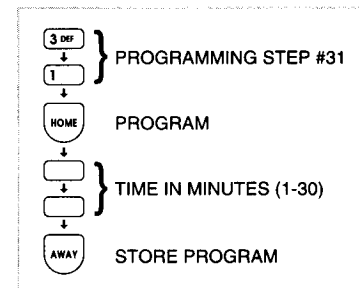 3 DEF
1
PROGRAMMING STEP #31
HOME
PROGRAM
TIME IN MINUTES (1-30)
AWAY
STORE PROGRAM